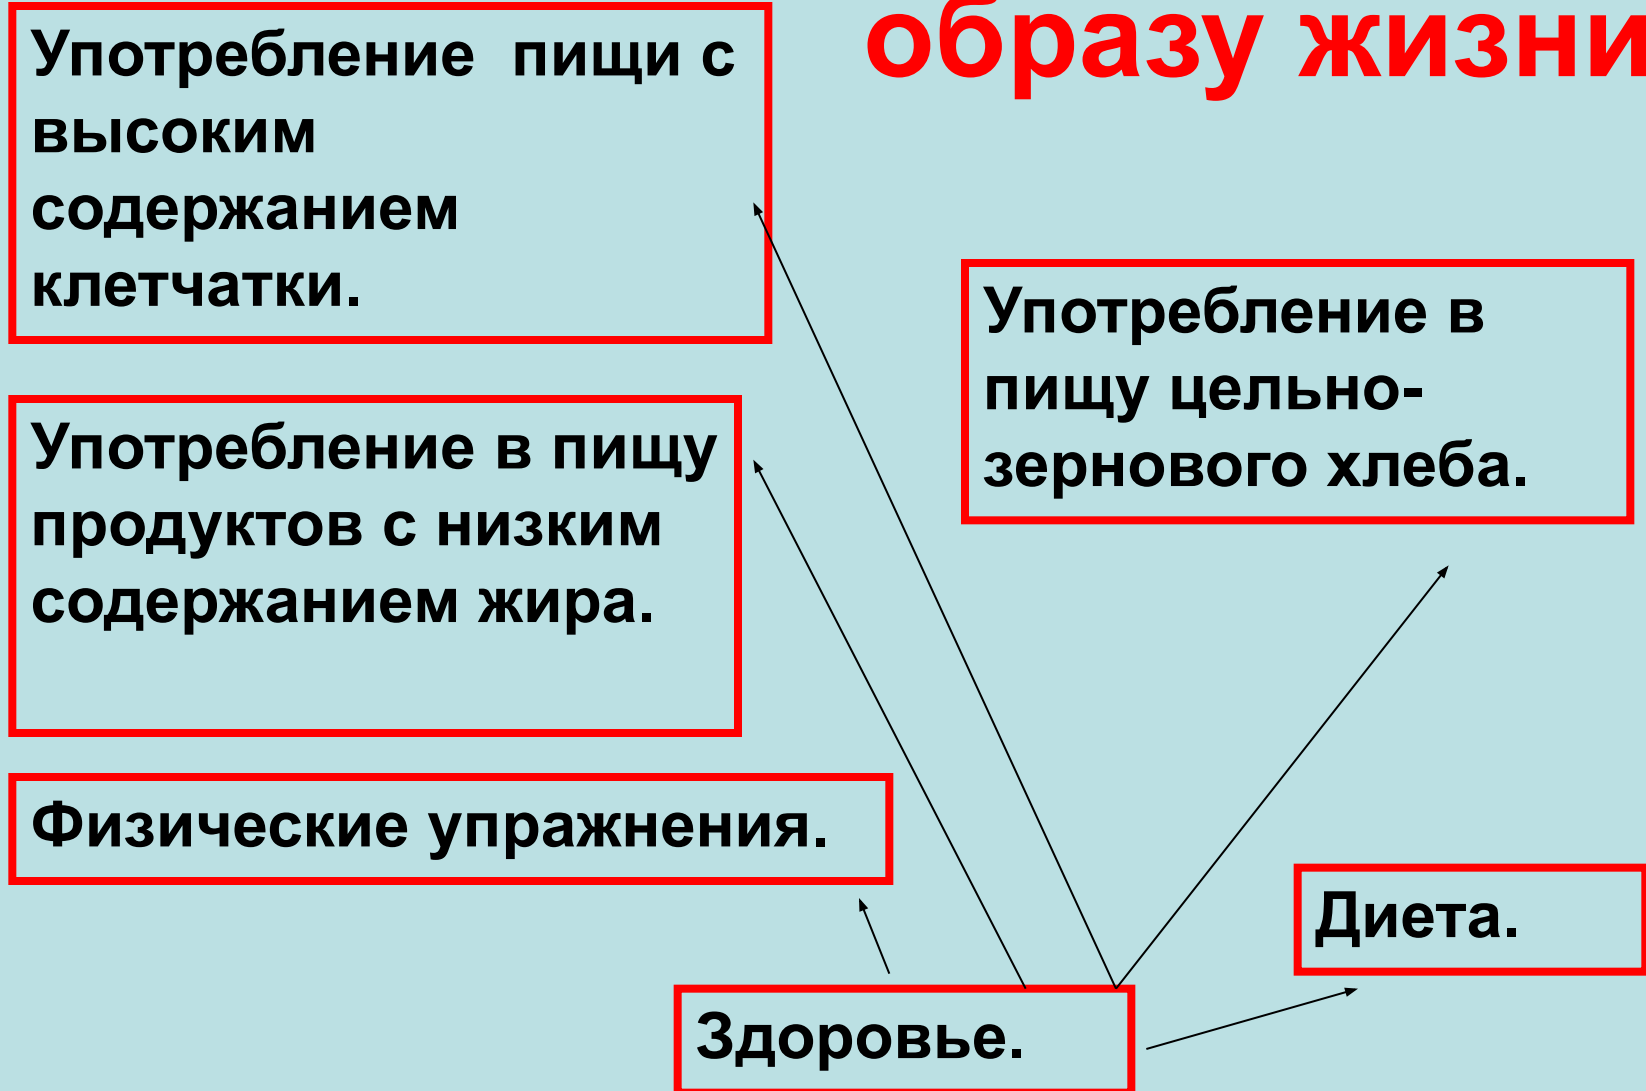 образу жизни
Употребление пищи с
высоким
содержанием
клетчатки.
Употребление в
пищу цельно-
зернового хлеба.
Употребление в пищу
продуктов с низким
содержанием жира.
Физические упражнения.
Диета.
Здоровье.